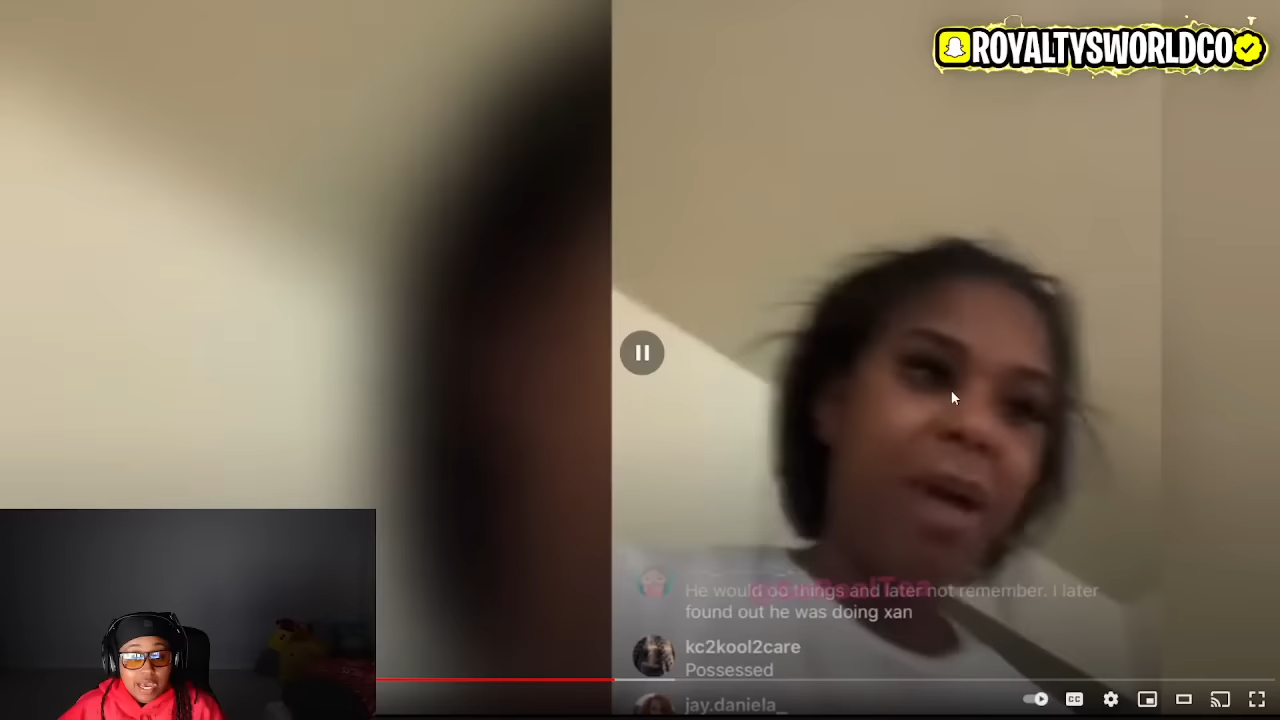 ROYALTYSWORLDCO
He would do things and later not remember. I later
found out he was doing xan
kc2kool2care
Possessed
jay.daniela_
CC